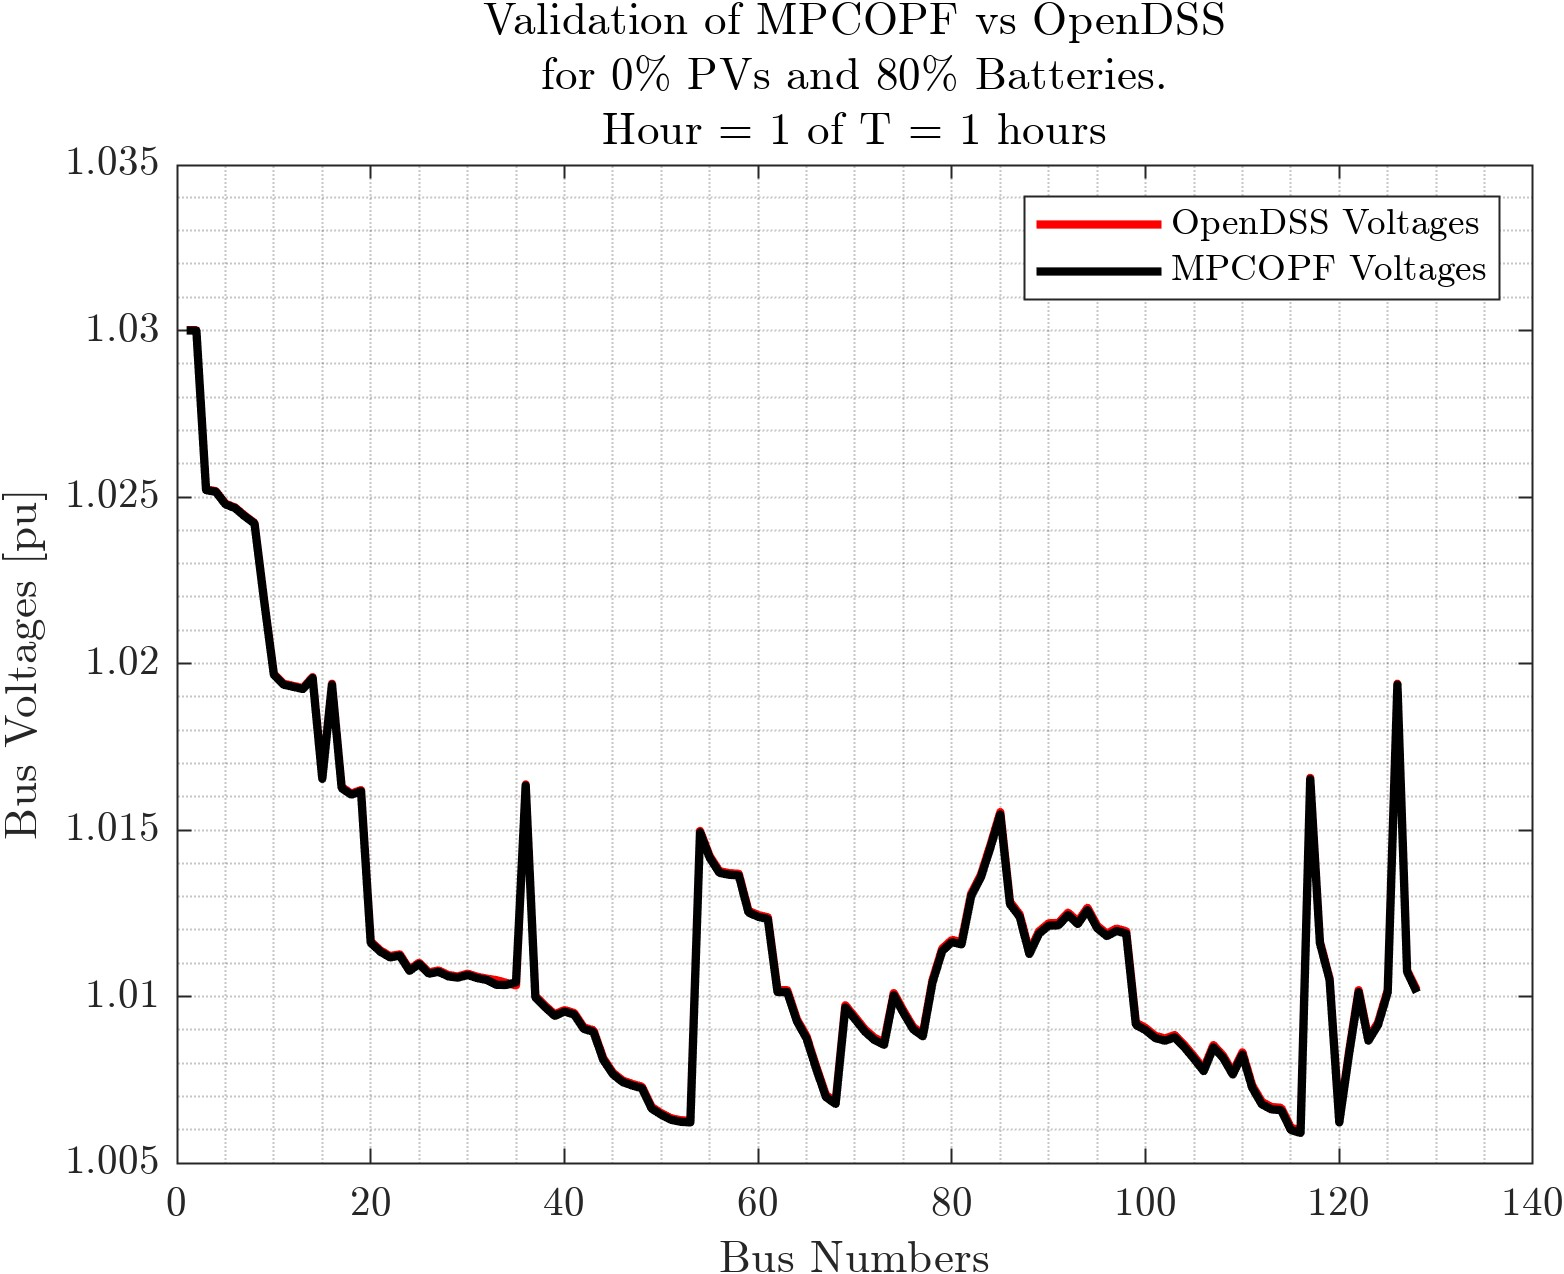 Validation of MPCOPF vs OpenDSS
for 0% PVs and 80% Batteries.
Hour = 1 of T = 1 hours
OpenDSS Voltages
MPCOPF Voltages
Bus Voltages [pu]
1.035
1.03
1.025
1.02
1.015
1.01
1.005
0 20 40 60 80 100 120 140
Bus Numbers